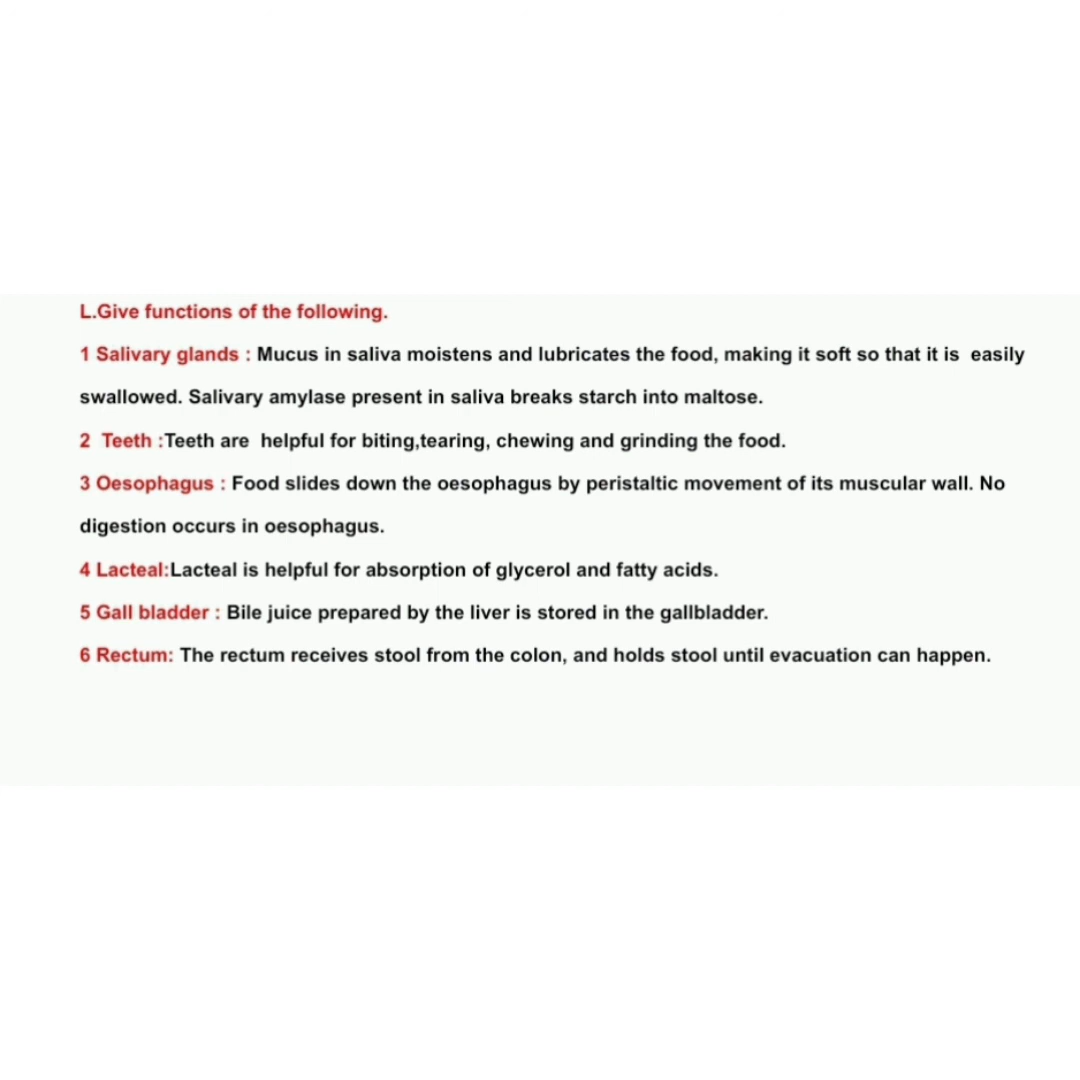 L.Give functions of the following.
1 Salivary glands : Mucus in saliva moistens and lubricates the food, making it soft so that it is  easily
swallowed. Salivary amylase present in saliva breaks starch into maltose.
2  Teeth :Teeth are  helpful for biting,tearing, chewing and grinding the food.
3 Oesophagus : Food slides down the oesophagus by peristaltic movement of its muscular wall. No
digestion occurs in oesophagus.
4 Lacteal:Lacteal is helpful for absorption of glycerol and fatty acids.
5 Gall bladder : Bile juice prepared by the liver is stored in the gallbladder.
6 Rectum: The rectum receives stool from the colon, and holds stool until evacuation can happen.